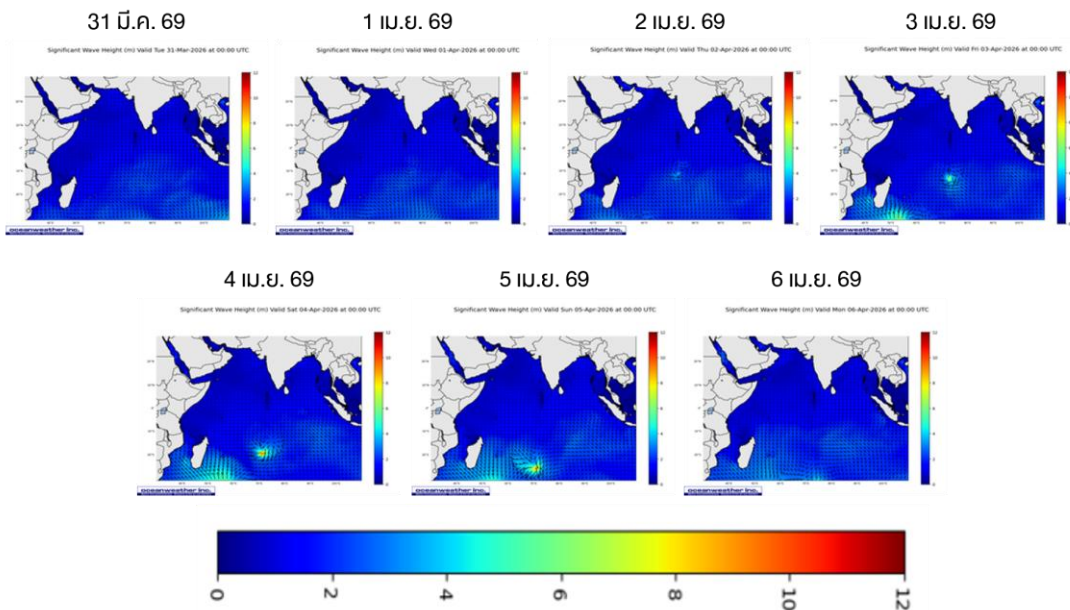 31 มี.ค. 69
1 เม.ย. 69
2 เม.ย. 69
3 เม.ย. 69
Significant Wave Height (m) Valid Tue 31-Mar-2026 at 00:00 UTC
Significant Wave Height (m) Valid Wed 01-Apr-2026 at 00:00 UTC
Significant Wave Height (m) Valid Thu 02-Apr-2026 at 00:00 UTC
Significant Wave Height (m) Valid Fri 03-Apr-2026 at 00:00 UTC
oceanweather inc.
oceanweather inc.
oceanweather inc.
oceanweather inc.
4 เม.ย. 69
5 เม.ย. 69
6 เม.ย. 69
Significant Wave Height (m) Valid Sat 04-Apr-2026 at 00:00 UTC
Significant Wave Height (m) Valid Sun 05-Apr-2026 at 00:00 UTC
Significant Wave Height (m) Valid Mon 06-Apr-2026 at 00:00 UTC
oceanweather inc.
oceanweather inc.
oceanweather inc.
0 2 4 6 8 10 12